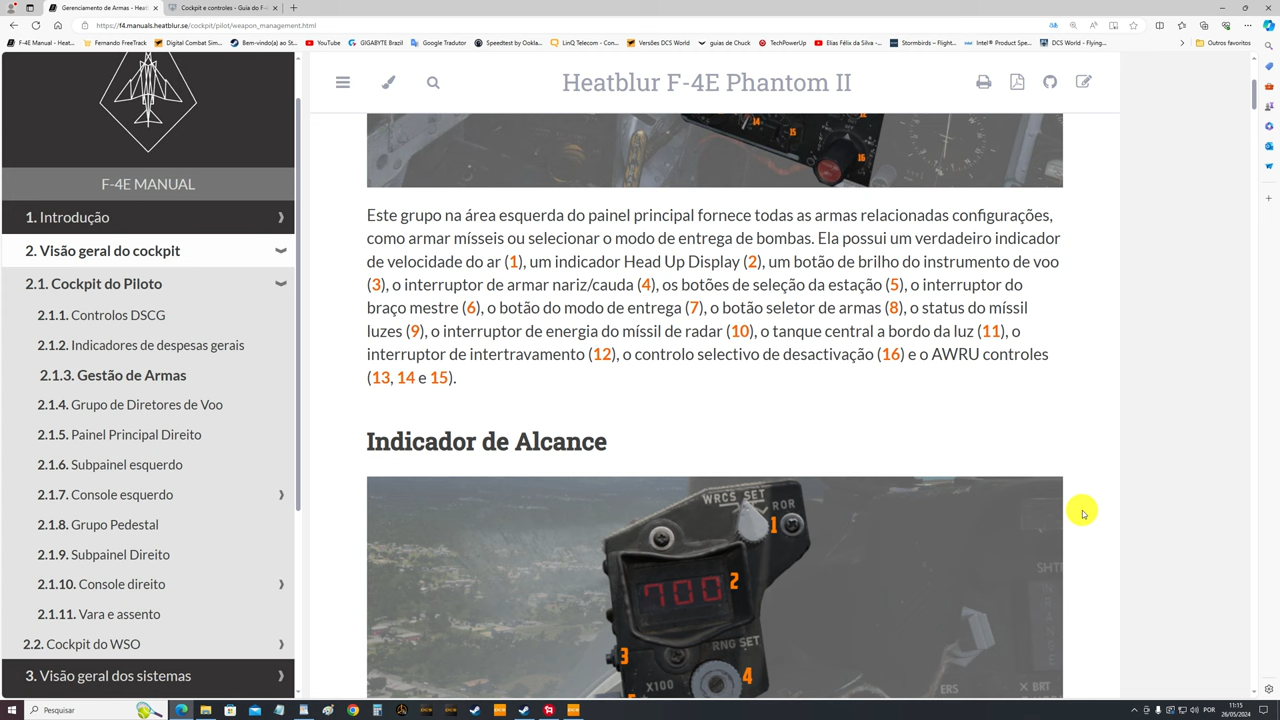 Gerenciamento de Armas - Heat
Cockpit e controles - Guia do F-4
https://f4.manuals.heatblur.se/cockpit/pilot/weapon_management.html
F-4E Manual - Heat...
Fernando FreeTrack
Digital Combat Sim...
Bem-vindo(a) ao St...
YouTube
GIGABYTE Brazil
Google Tradutor
Speedtest by Ookla...
LinQ Telecom - Con...
Versões DCS World
guias de Chuck
TechPowerUp
Elias Félix da Silva -...
Stormbirds – Flight...
Intel® Product Spe...
DCS World - Flying...
Outros favoritos
Heatblur F-4E Phantom II
F-4E MANUAL
1. Introdução
2. Visão geral do cockpit
2.1. Cockpit do Piloto
2.1.1. Controlos DSCG
2.1.2. Indicadores de despesas gerais
2.1.3. Gestão de Armas
2.1.4. Grupo de Diretores de Voo
2.1.5. Painel Principal Direito
2.1.6. Subpainel esquerdo
2.1.7. Console esquerdo
2.1.8. Grupo Pedestal
2.1.9. Subpainel Direito
2.1.10. Console direito
2.1.11. Vara e assento
2.2. Cockpit do WSO
3. Visão geral dos sistemas
14
15
16
Este grupo na área esquerda do painel principal fornece todas as armas relacionadas configurações,
como armar mísseis ou selecionar o modo de entrega de bombas. Ela possui um verdadeiro indicador
de velocidade do ar (1), um indicador Head Up Display (2), um botão de brilho do instrumento de voo
(3), o interruptor de armar nariz/cauda (4), os botões de seleção da estação (5), o interruptor do
braço mestre (6), o botão do modo de entrega (7), o botão seletor de armas (8), o status do míssil
luzes (9), o interruptor de energia do míssil de radar (10), o tanque central a bordo da luz (11), o
interruptor de intertravamento (12), o controlo selectivo de desactivação (16) e o AWRU controles
(13, 14 e 15).
Indicador de Alcance
WRCS SET
ROR
1
700
2
RNG SET
3
X100
4
ERS
X BRT
Pesquisar
POR
11:15
26/05/2024